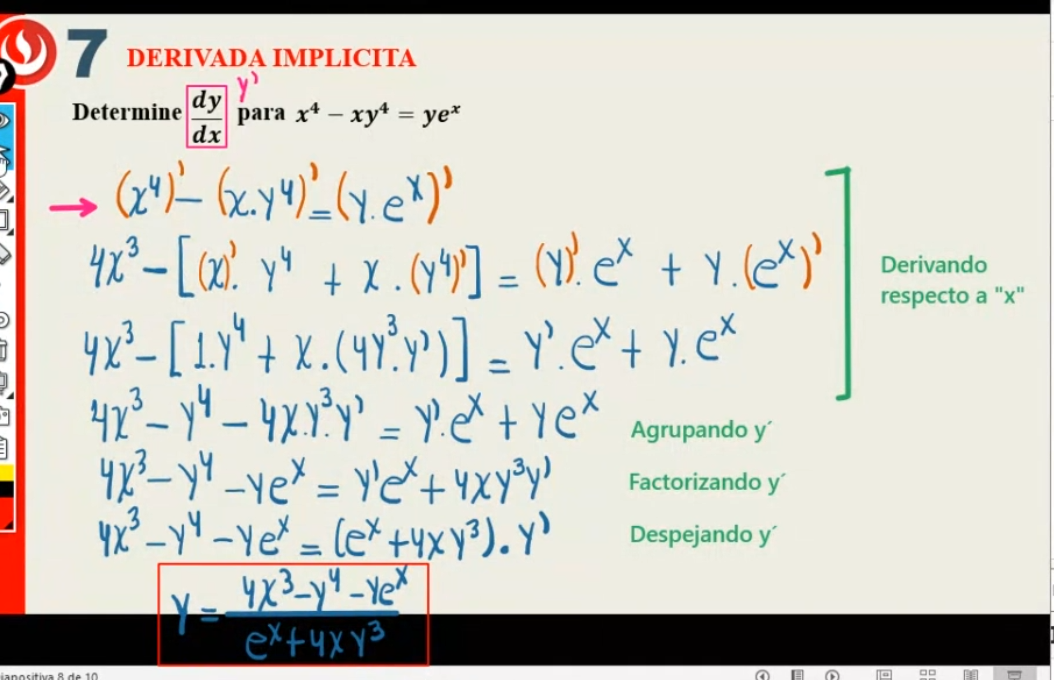 7 DERIVADA IMPLICITA
y'
Determine dy/dx para x⁴ − xy⁴ = yeˣ
→ (x⁴)' − (x.y⁴)' = (y.eˣ)'
4x³ − [(x)'. y⁴ + x.(y⁴)'] = (y)'. eˣ + y.(eˣ)'
Derivando
respecto a "x"
4x³ − [1.y⁴ + x.(4y³.y')] = y'.eˣ + y.eˣ
4x³ − y⁴ − 4x.y³.y' = y'.eˣ + yeˣ
Agrupando y´
4x³ − y⁴ − yeˣ = y'eˣ + 4xy³y'
Factorizando y´
4x³ − y⁴ − yeˣ = (eˣ + 4xy³).y'
Despejando y´
y = (4x³ − y⁴ − yeˣ)/(eˣ + 4xy³)
iapositiva 8 de 10